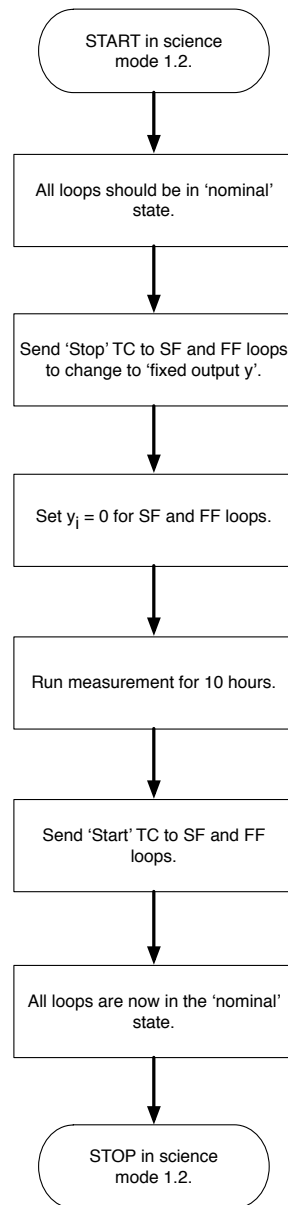 START in science
mode 1.2.
All loops should be in ‘nominal’
state.
Send ‘Stop’ TC to SF and FF loops
to change to ‘fixed output y’.
Set yi = 0 for SF and FF loops.
Run measurement for 10 hours.
Send ‘Start’ TC to SF and FF
loops.
All loops are now in the ‘nominal’
state.
STOP in science
mode 1.2.